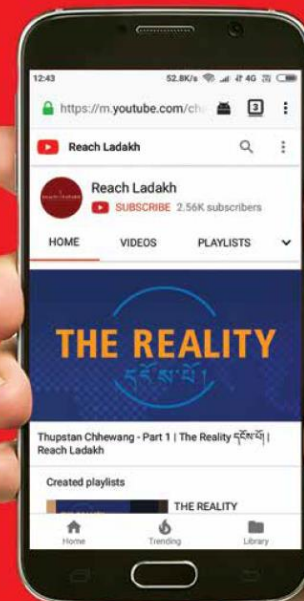 12:43 52.8K/s 4G
https://m.youtube.com/ch 3
Reach Ladakh
Reach Ladakh
SUBSCRIBE 2.56K subscribers
HOME VIDEOS PLAYLISTS
THE REALITY
དངོས་པོ།
Thupstan Chhewang - Part 1 | The Reality དངོས་པོ། |
Reach Ladakh
Created playlists
THE REALITY
Home Trending Library